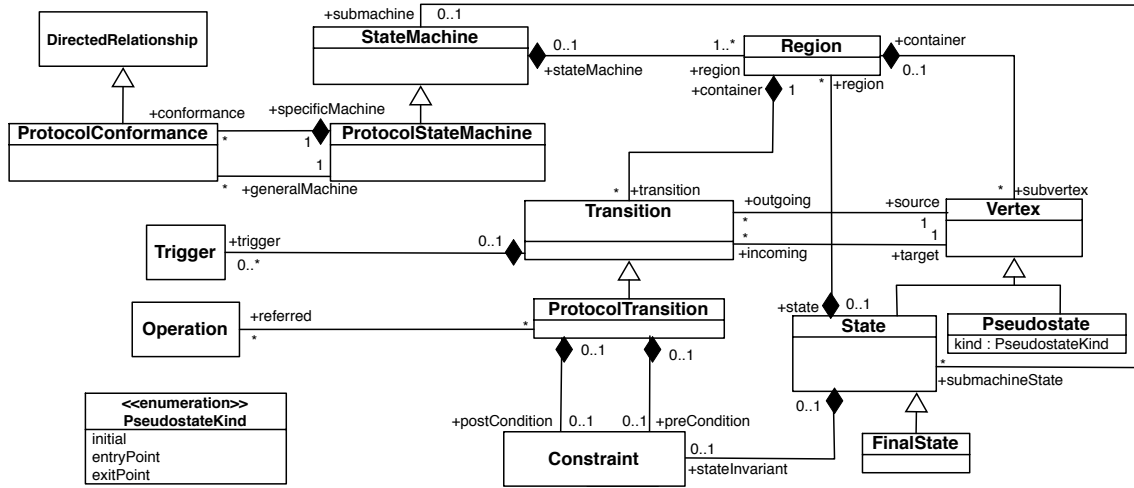 +submachine
0..1
DirectedRelationship
StateMachine
0..1
+stateMachine
1..*
+region
Region
+container
0..1
+container
1
*
+region
+conformance
*
+specificMachine
1
ProtocolConformance
ProtocolStateMachine
1
*
+generalMachine
*
+transition
*
+subvertex
Transition
+outgoing
*
+source
1
Vertex
Trigger
+trigger
0..*
0..1
*
+incoming
1
+target
Operation
+referred
*
*
ProtocolTransition
+state
0..1
State
Pseudostate
kind : PseudostateKind
0..1
0..1
*
+submachineState
<<enumeration>>
PseudostateKind
initial
entryPoint
exitPoint
+postCondition
0..1
0..1
+preCondition
0..1
FinalState
Constraint
0..1
+stateInvariant